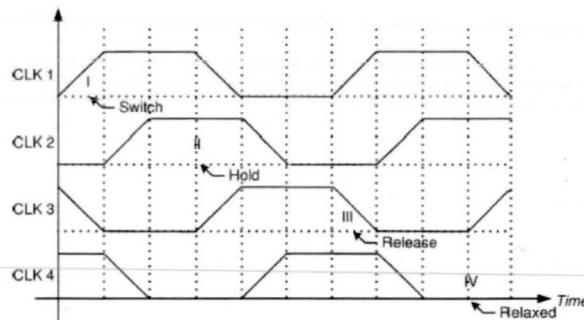 CLK 1
I
Switch
CLK 2
II
Hold
CLK 3
III
Release
CLK 4
IV
Time
Relaxed